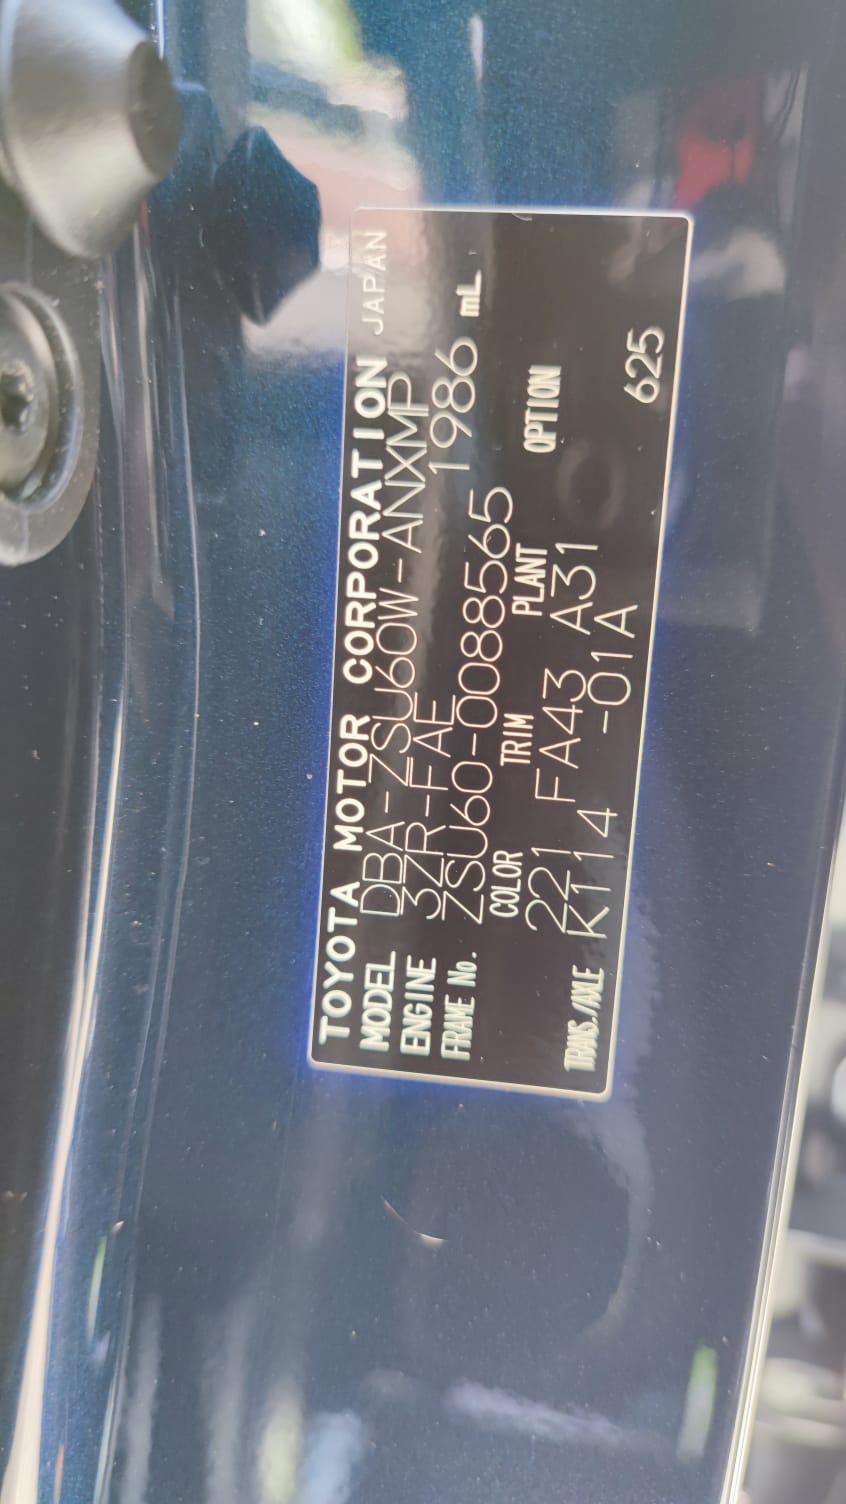 TOYOTA MOTOR CORPORATION JAPAN
MODEL DBA-ZSU60W-ANXMP
ENGINE 3ZR-FAE 1986 mL
FRAME No. ZSU60-0088565
COLOR TRIM PLANT OPTION
221 FA43 A31
TRANS./AXLE K114 -01A 625